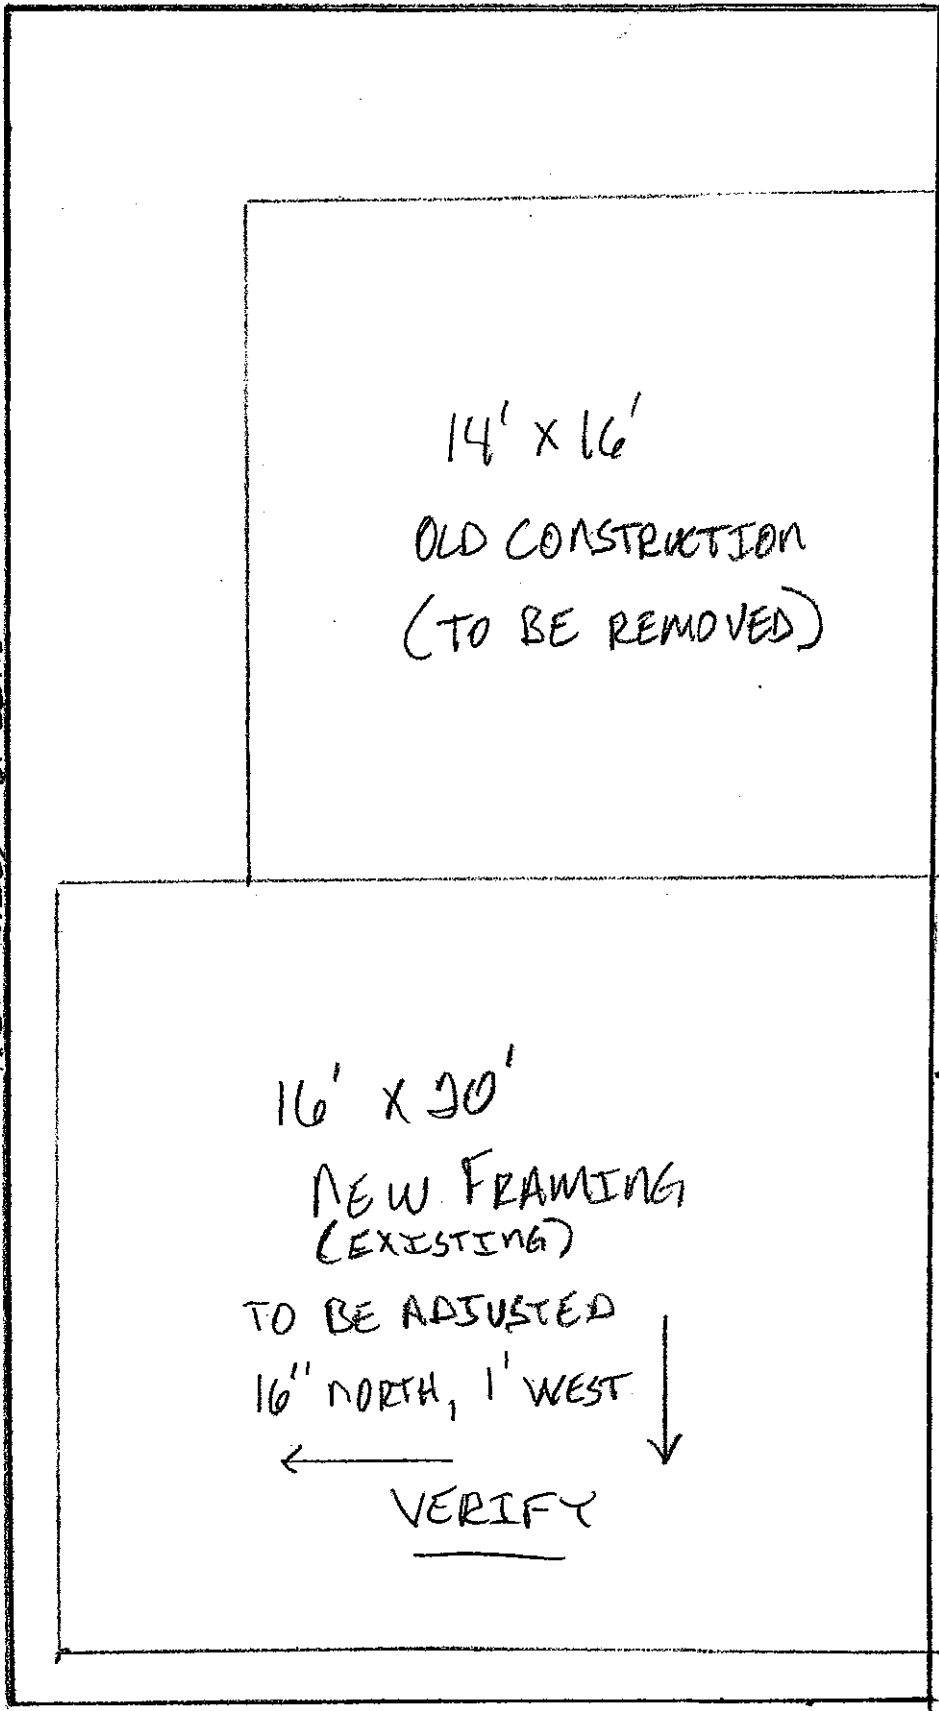 14' X 16'
OLD CONSTRUCTION
(TO BE REMOVED)
16' X 20'
NEW FRAMING
(EXISTING)
TO BE ADJUSTED
16" NORTH, 1' WEST
VERIFY